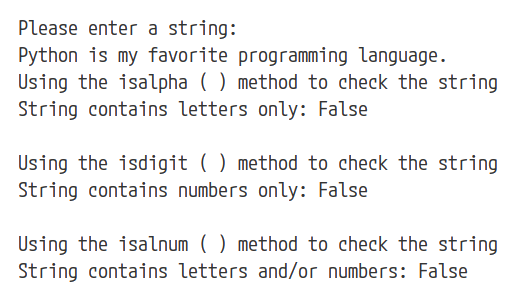 Please enter a string:
Python is my favorite programming language.
Using the isalpha ( ) method to check the string
String contains letters only: False
Using the isdigit ( ) method to check the string
String contains numbers only: False
Using the isalnum ( ) method to check the string
String contains letters and/or numbers: False